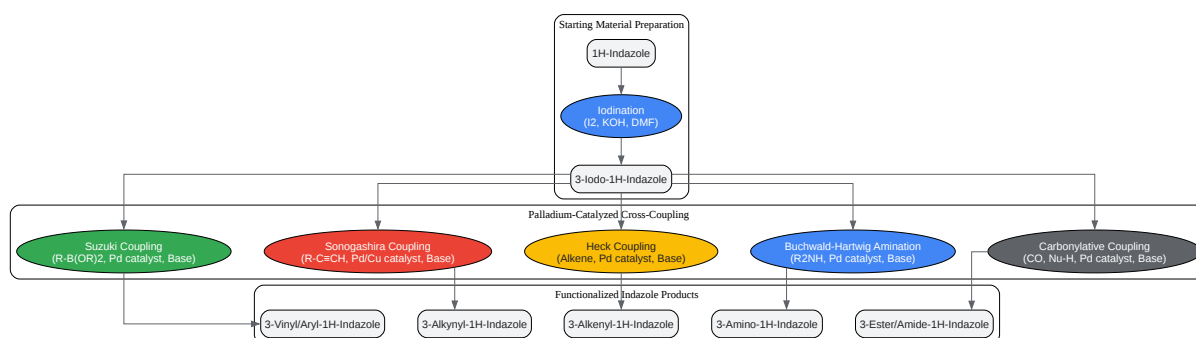 Starting Material Preparation
1H-Indazole
Iodination
(I2, KOH, DMF)
3-Iodo-1H-Indazole
Palladium-Catalyzed Cross-Coupling
Suzuki Coupling
(R-B(OR)2, Pd catalyst, Base)
Sonogashira Coupling
(R-C≡CH, Pd/Cu catalyst, Base)
Heck Coupling
(Alkene, Pd catalyst, Base)
Buchwald-Hartwig Amination
(R2NH, Pd catalyst, Base)
Carbonylative Coupling
(CO, Nu-H, Pd catalyst, Base)
Functionalized Indazole Products
3-Vinyl/Aryl-1H-Indazole
3-Alkynyl-1H-Indazole
3-Alkenyl-1H-Indazole
3-Amino-1H-Indazole
3-Ester/Amide-1H-Indazole